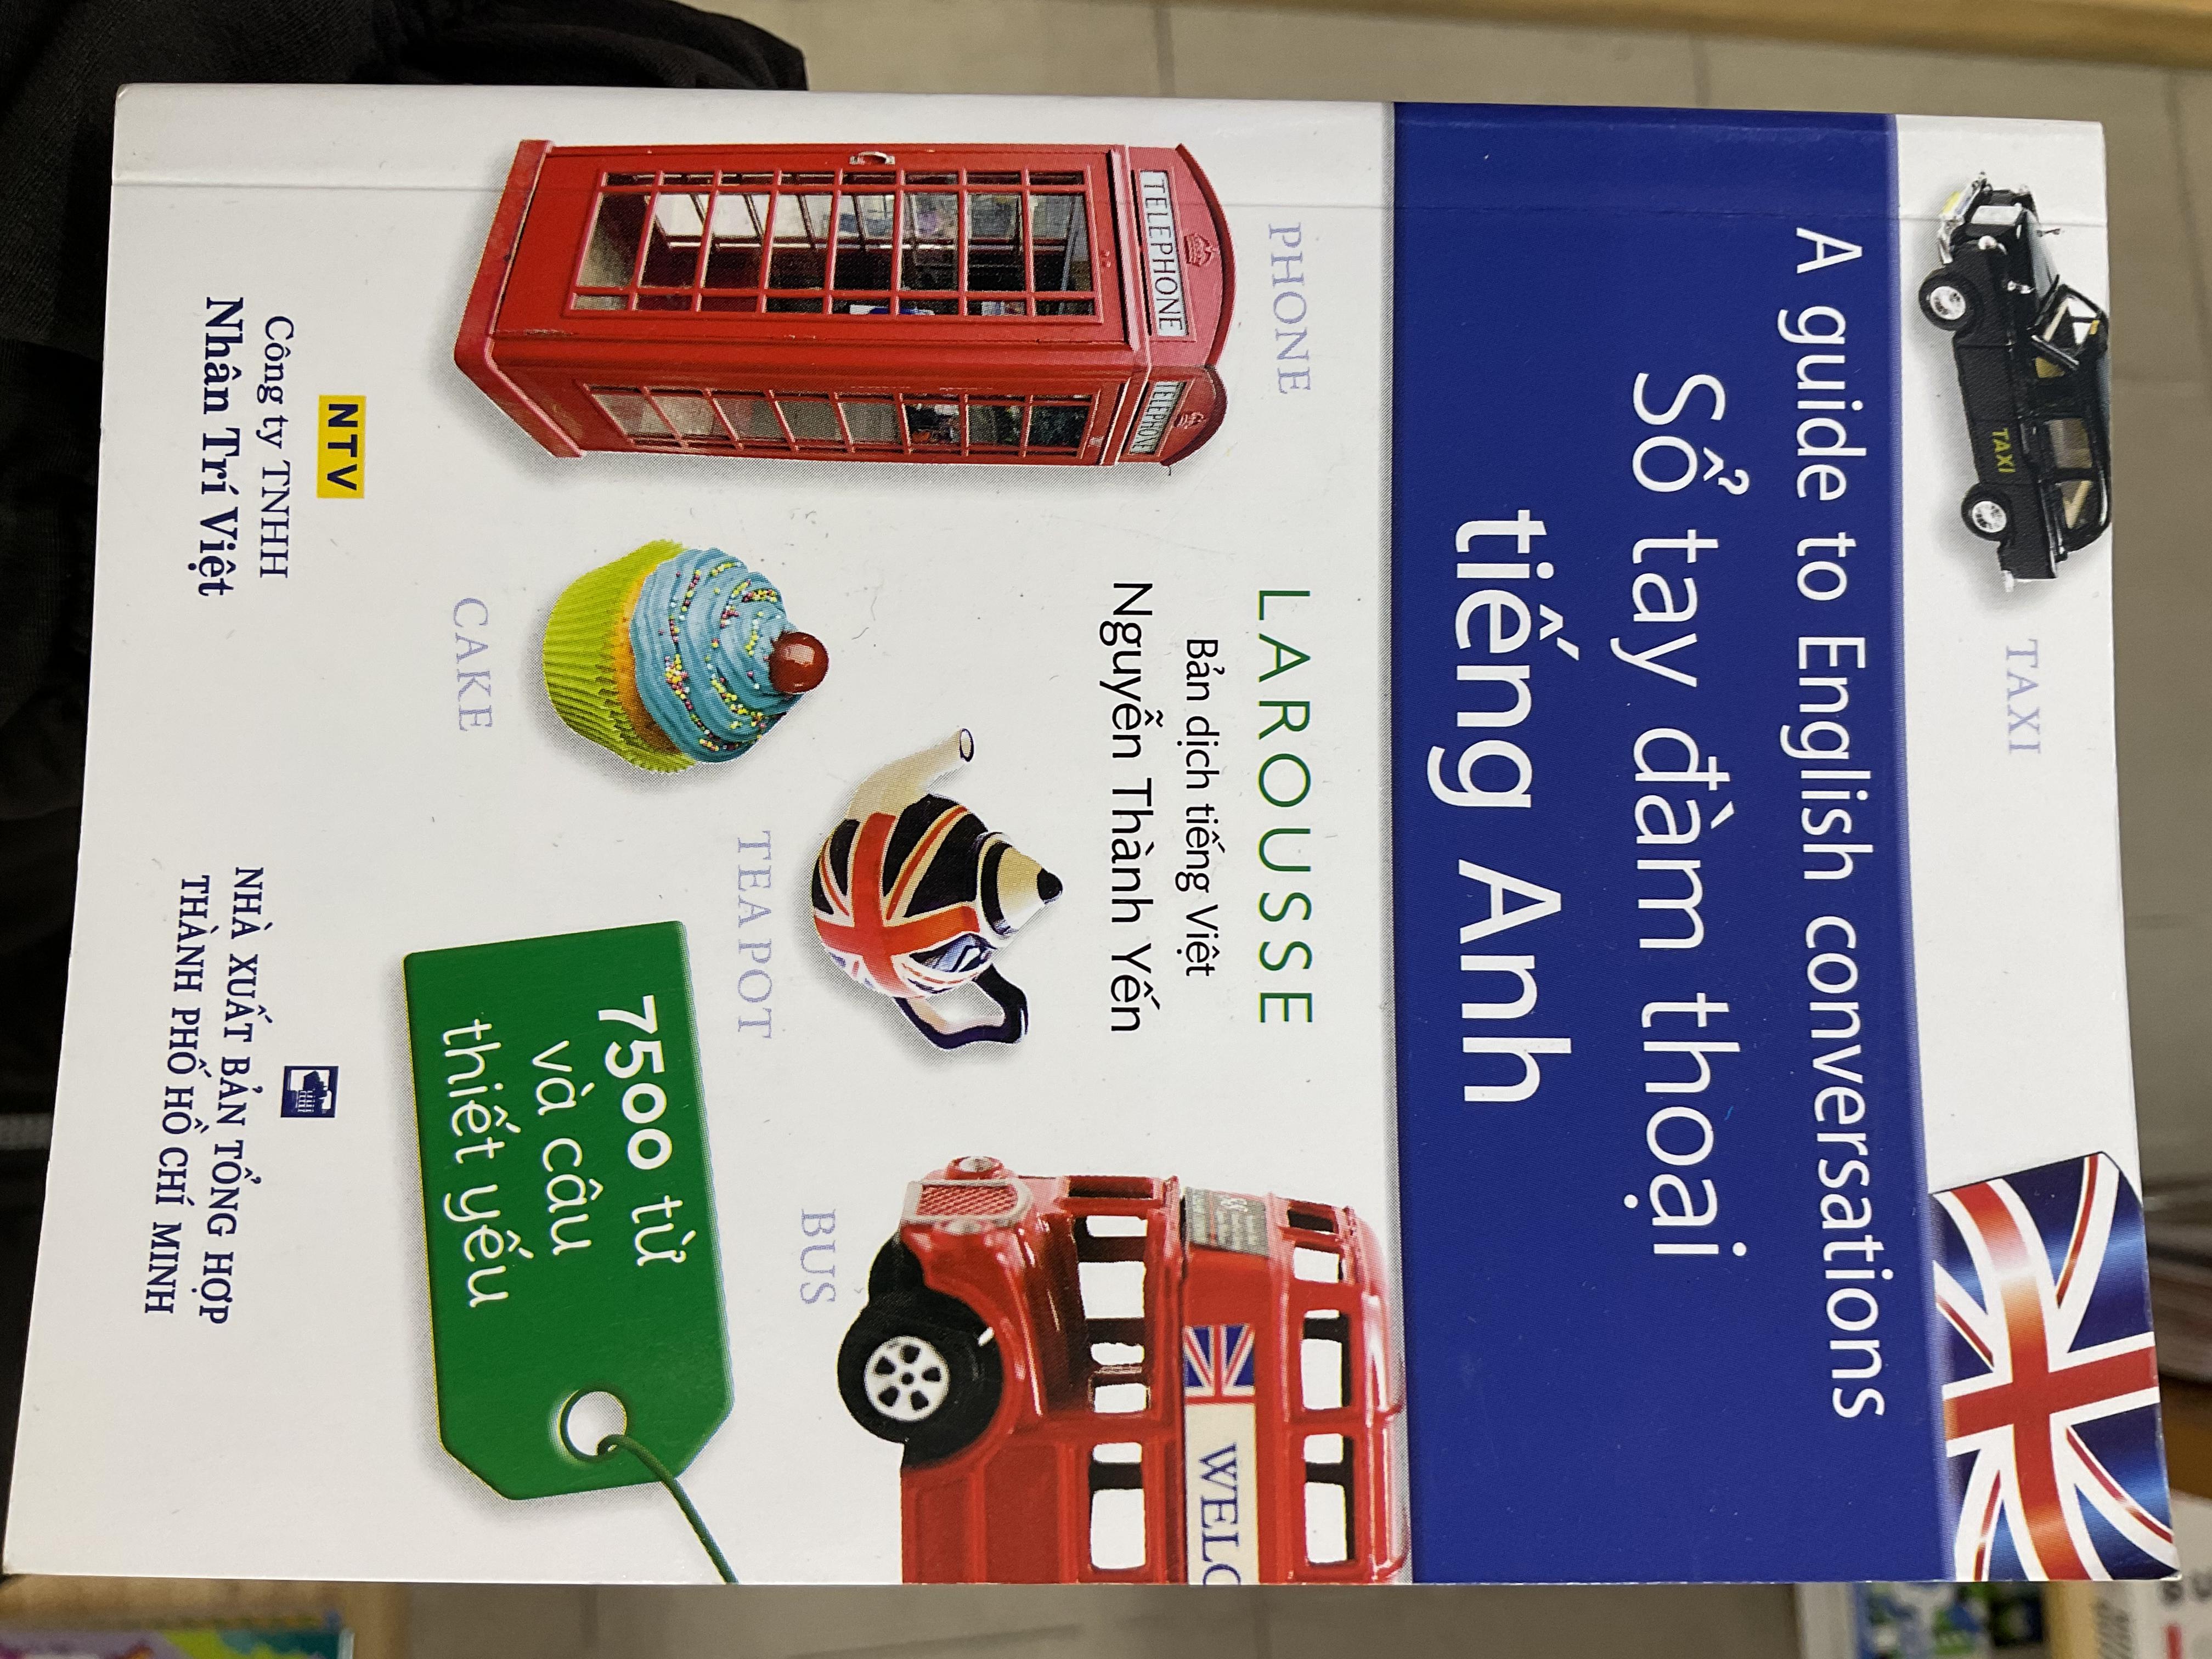 TAXI
TAXI
A guide to English conversations
Sổ tay đàm thoại
tiếng Anh
PHONE
LAROUSSE
Bản dịch tiếng Việt
Nguyễn Thành Yến
TELEPHONE
TELEPHONE
WELC
BUS
TEAPOT
CAKE
7500 từ
và câu
thiết yếu
NTV
Công ty TNHH
Nhân Trí Việt
NHÀ XUẤT BẢN TỔNG HỢP
THÀNH PHỐ HỒ CHÍ MINH